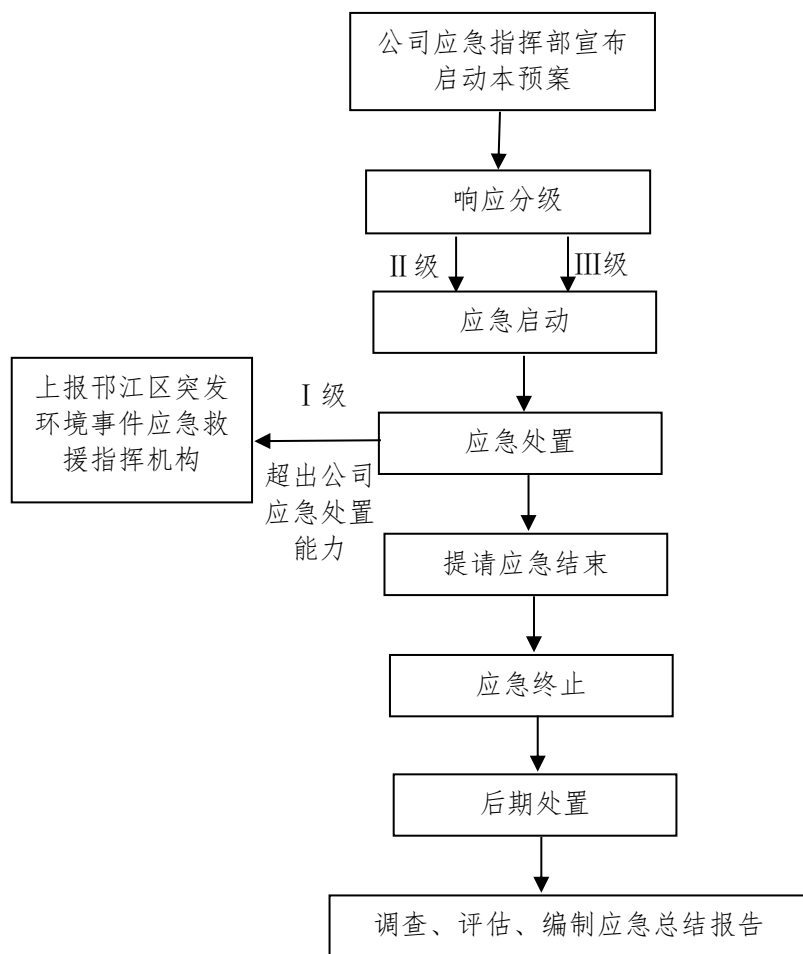 公司应急指挥部宣布
启动本预案
响应分级
Ⅱ级
Ⅲ级
应急启动
上报邗江区突发
环境事件应急救
援指挥机构
Ⅰ级
应急处置
超出公司
应急处置
能力
提请应急结束
应急终止
后期处置
调查、评估、编制应急总结报告